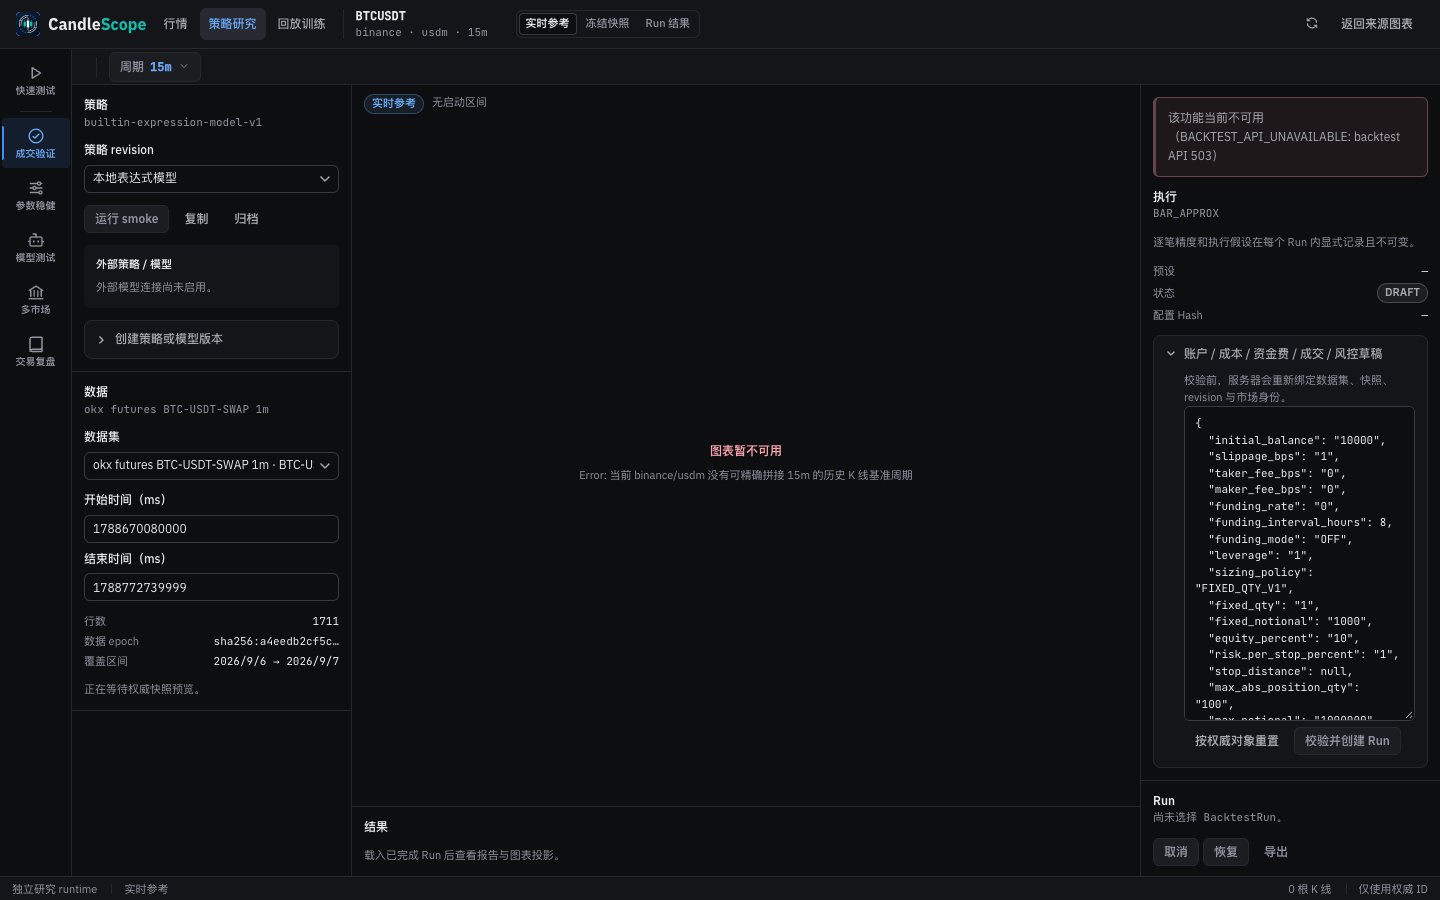 CandleScope 行情 策略研究 回放训练
BTCUSDT
binance · usdm · 15m
实时参考 冻结快照 Run 结果
返回来源图表
快速测试
成交验证
参数稳健
模型测试
多市场
交易复盘
周期 15m
策略
builtin-expression-model-v1
策略 revision
本地表达式模型
运行 smoke 复制 归档
外部策略 / 模型
外部模型连接尚未启用。
创建策略或模型版本
数据
okx futures BTC-USDT-SWAP 1m
数据集
okx futures BTC-USDT-SWAP 1m · BTC-U
开始时间（ms）
1788670080000
结束时间（ms）
1788772739999
行数 1711
数据 epoch sha256:a4eedb2cf5c…
覆盖区间 2026/9/6 → 2026/9/7
正在等待权威快照预览。
实时参考 无启动区间
图表暂不可用
Error: 当前 binance/usdm 没有可精确拼接 15m 的历史 K 线基准周期
结果
载入已完成 Run 后查看报告与图表投影。
该功能当前不可用
（BACKTEST_API_UNAVAILABLE: backtest
API 503）
执行
BAR_APPROX
逐笔精度和执行假设在每个 Run 内显式记录且不可变。
预设 —
状态 DRAFT
配置 Hash —
账户 / 成本 / 资金费 / 成交 / 风控草稿
校验前，服务器会重新绑定数据集、快照、
revision 与市场身份。
{
"initial_balance": "10000",
"slippage_bps": "1",
"taker_fee_bps": "0",
"maker_fee_bps": "0",
"funding_rate": "0",
"funding_interval_hours": 8,
"funding_mode": "OFF",
"leverage": "1",
"sizing_policy":
"FIXED_QTY_V1",
"fixed_qty": "1",
"fixed_notional": "1000",
"equity_percent": "10",
"risk_per_stop_percent": "1",
"stop_distance": null,
"max_abs_position_qty":
"100",
"max_notional": "1000000"
按权威对象重置 校验并创建 Run
Run
尚未选择 BacktestRun。
取消 恢复 导出
独立研究 runtime 实时参考
0 根 K 线 仅使用权威 ID